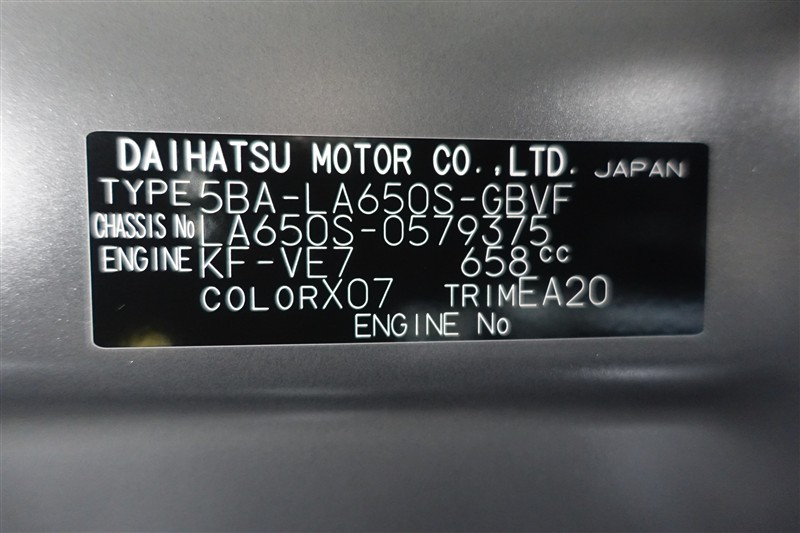 DAIHATSU MOTOR CO.,LTD. JAPAN
TYPE 5BA-LA650S-GBVF
CHASSIS No LA650S-0579375
ENGINE KF-VE7 658cc
COLOR X07 TRIM EA20
ENGINE No